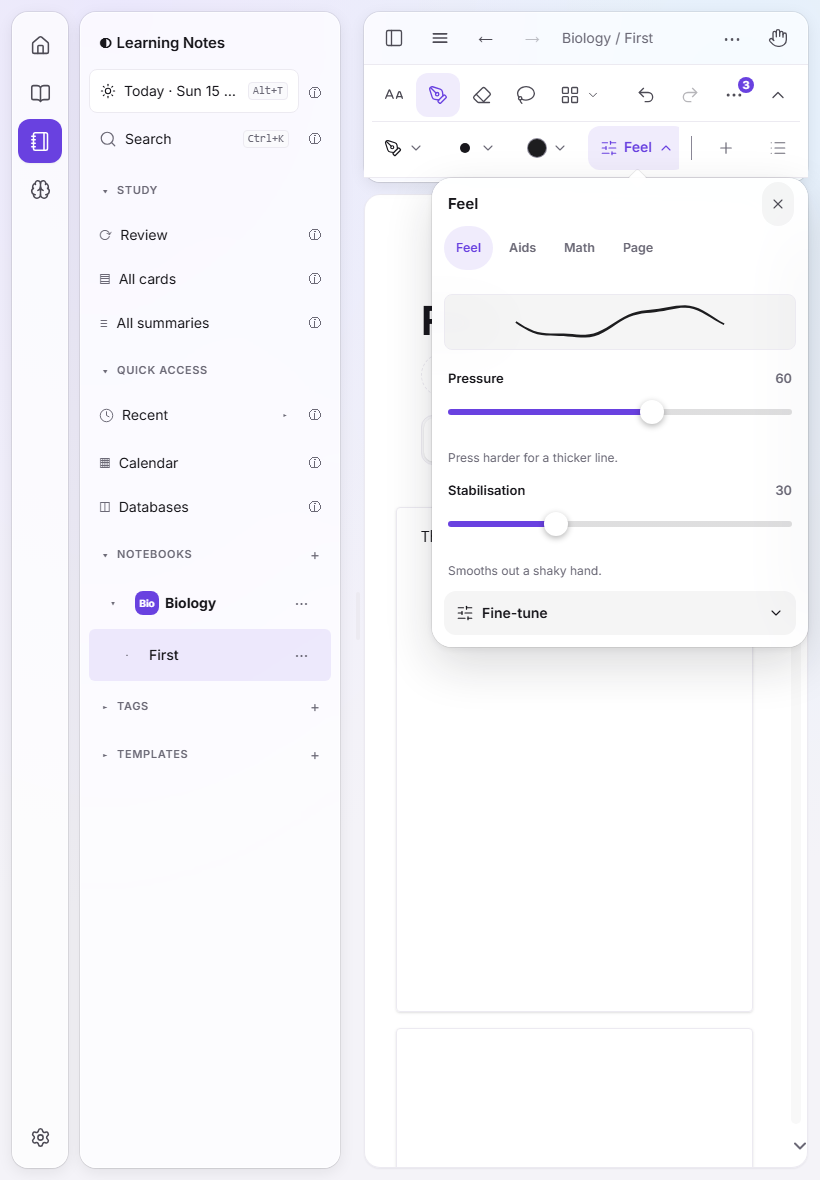 Learning Notes
Today · Sun 15 ... Alt+T
Search Ctrl+K
STUDY
Review
All cards
All summaries
QUICK ACCESS
Recent
Calendar
Databases
NOTEBOOKS
Bio Biology
First
TAGS
TEMPLATES
Biology / First
AA
3
Feel
Feel
Feel Aids Math Page
Pressure 60
Press harder for a thicker line.
Stabilisation 30
Smooths out a shaky hand.
Fine-tune